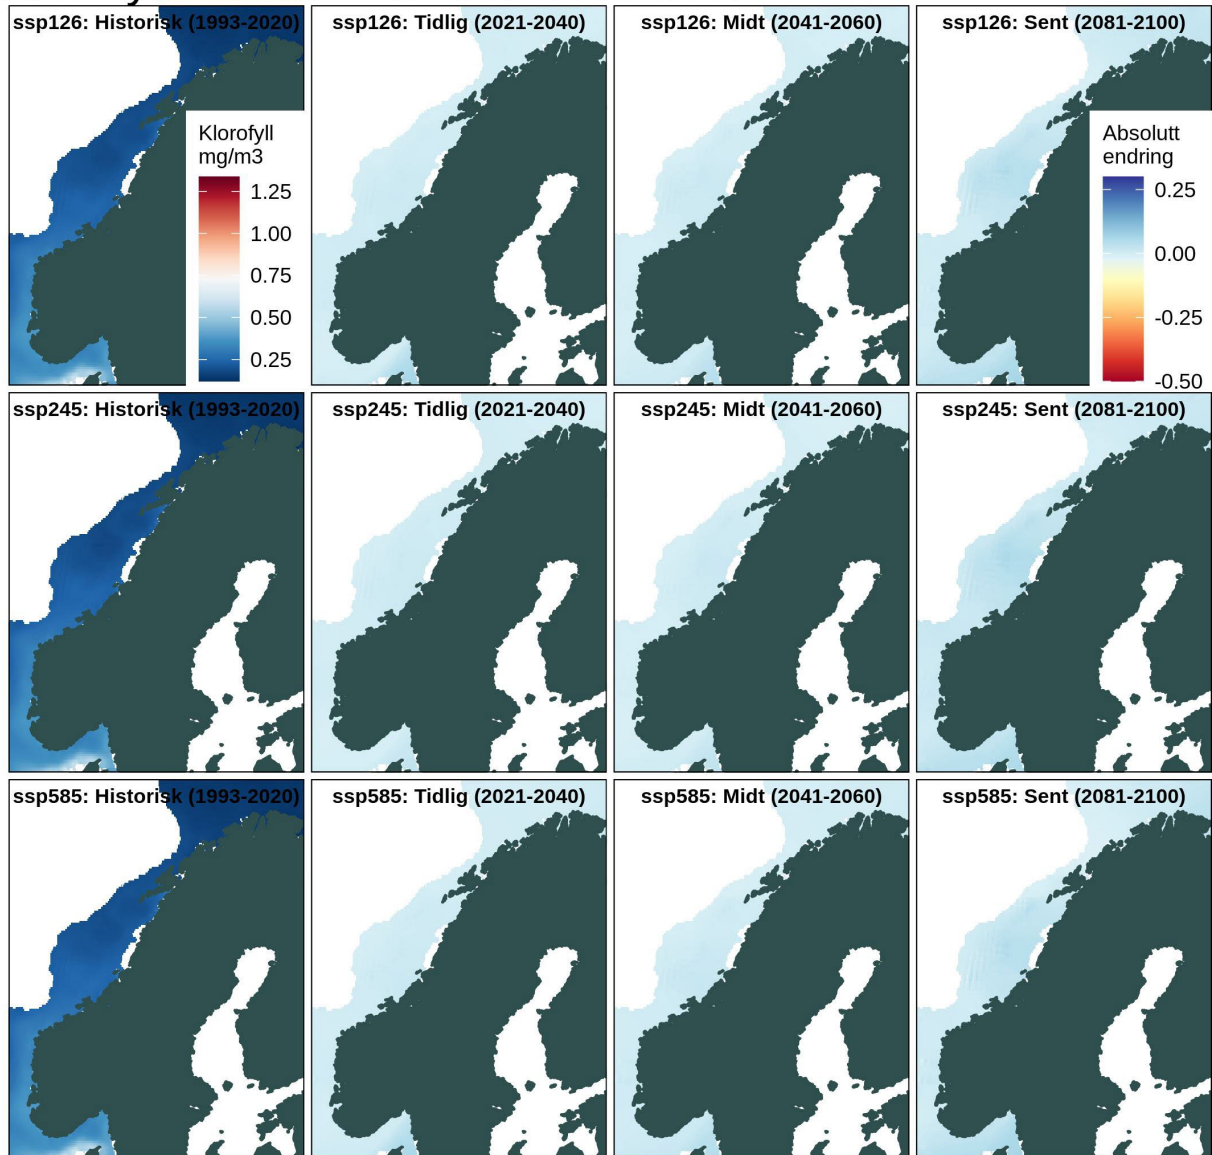 ssp126: Historisk (1993-2020)
ssp126: Tidlig (2021-2040)
ssp126: Midt (2041-2060)
ssp126: Sent (2081-2100)
Klorofyll
mg/m3
1.25
1.00
0.75
0.50
0.25
Absolutt
endring
0.25
0.00
-0.25
-0.50
ssp245: Historisk (1993-2020)
ssp245: Tidlig (2021-2040)
ssp245: Midt (2041-2060)
ssp245: Sent (2081-2100)
ssp585: Historisk (1993-2020)
ssp585: Tidlig (2021-2040)
ssp585: Midt (2041-2060)
ssp585: Sent (2081-2100)